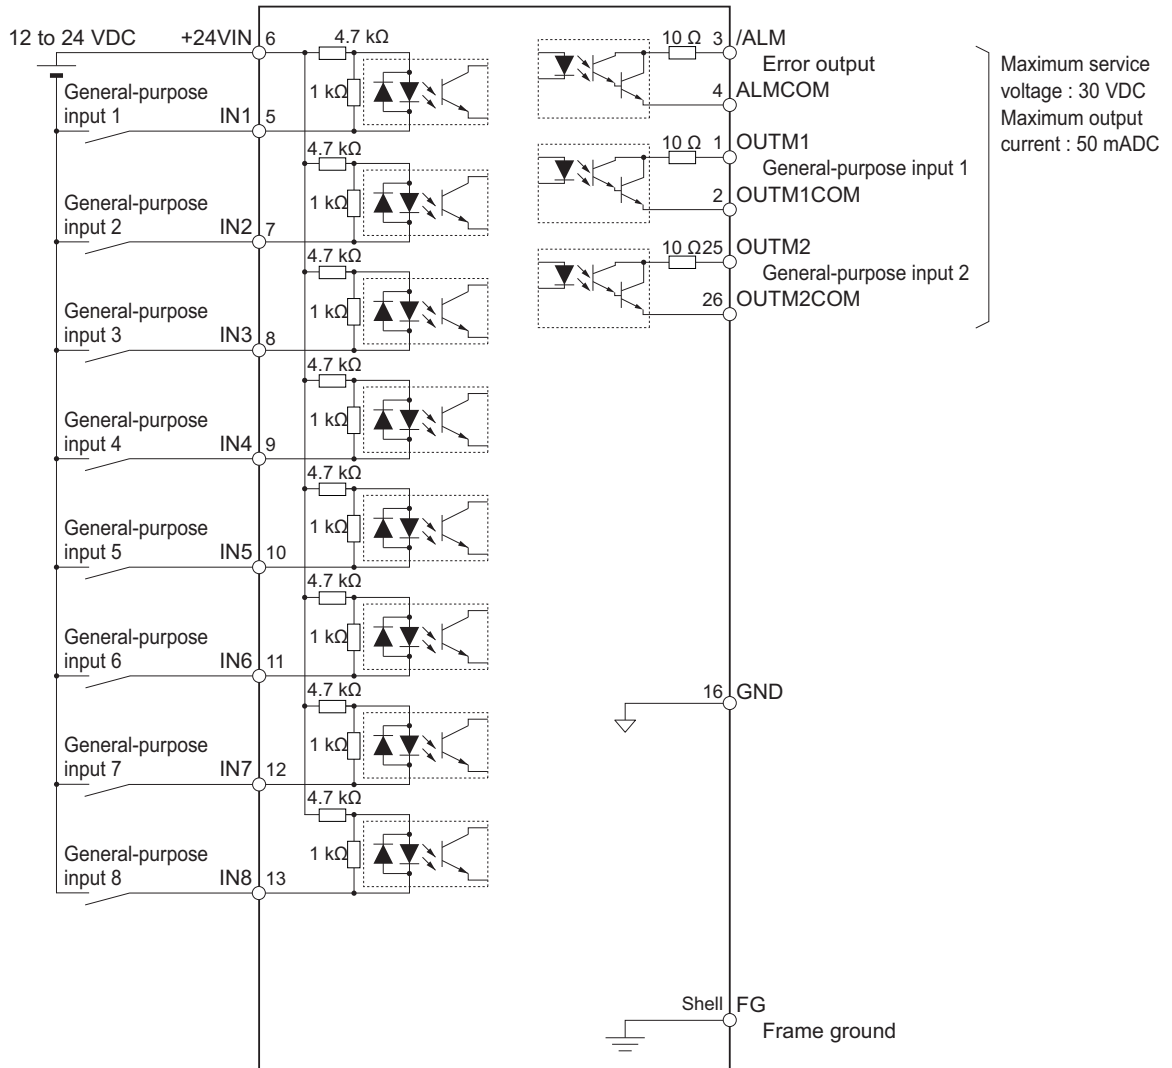 12 to 24 VDC
+24VIN
6
4.7 kΩ
1 kΩ
General-purpose
input 1
IN1
5
4.7 kΩ
1 kΩ
General-purpose
input 2
IN2
7
4.7 kΩ
1 kΩ
General-purpose
input 3
IN3
8
4.7 kΩ
1 kΩ
General-purpose
input 4
IN4
9
4.7 kΩ
1 kΩ
General-purpose
input 5
IN5
10
4.7 kΩ
1 kΩ
General-purpose
input 6
IN6
11
4.7 kΩ
1 kΩ
General-purpose
input 7
IN7
12
4.7 kΩ
1 kΩ
General-purpose
input 8
IN8
13
10 Ω
3
/ALM
Error output
4
ALMCOM
10 Ω
1
OUTM1
General-purpose input 1
2
OUTM1COM
10 Ω
25
OUTM2
General-purpose input 2
26
OUTM2COM
Maximum service
voltage : 30 VDC
Maximum output
current : 50 mADC
16
GND
Shell
FG
Frame ground